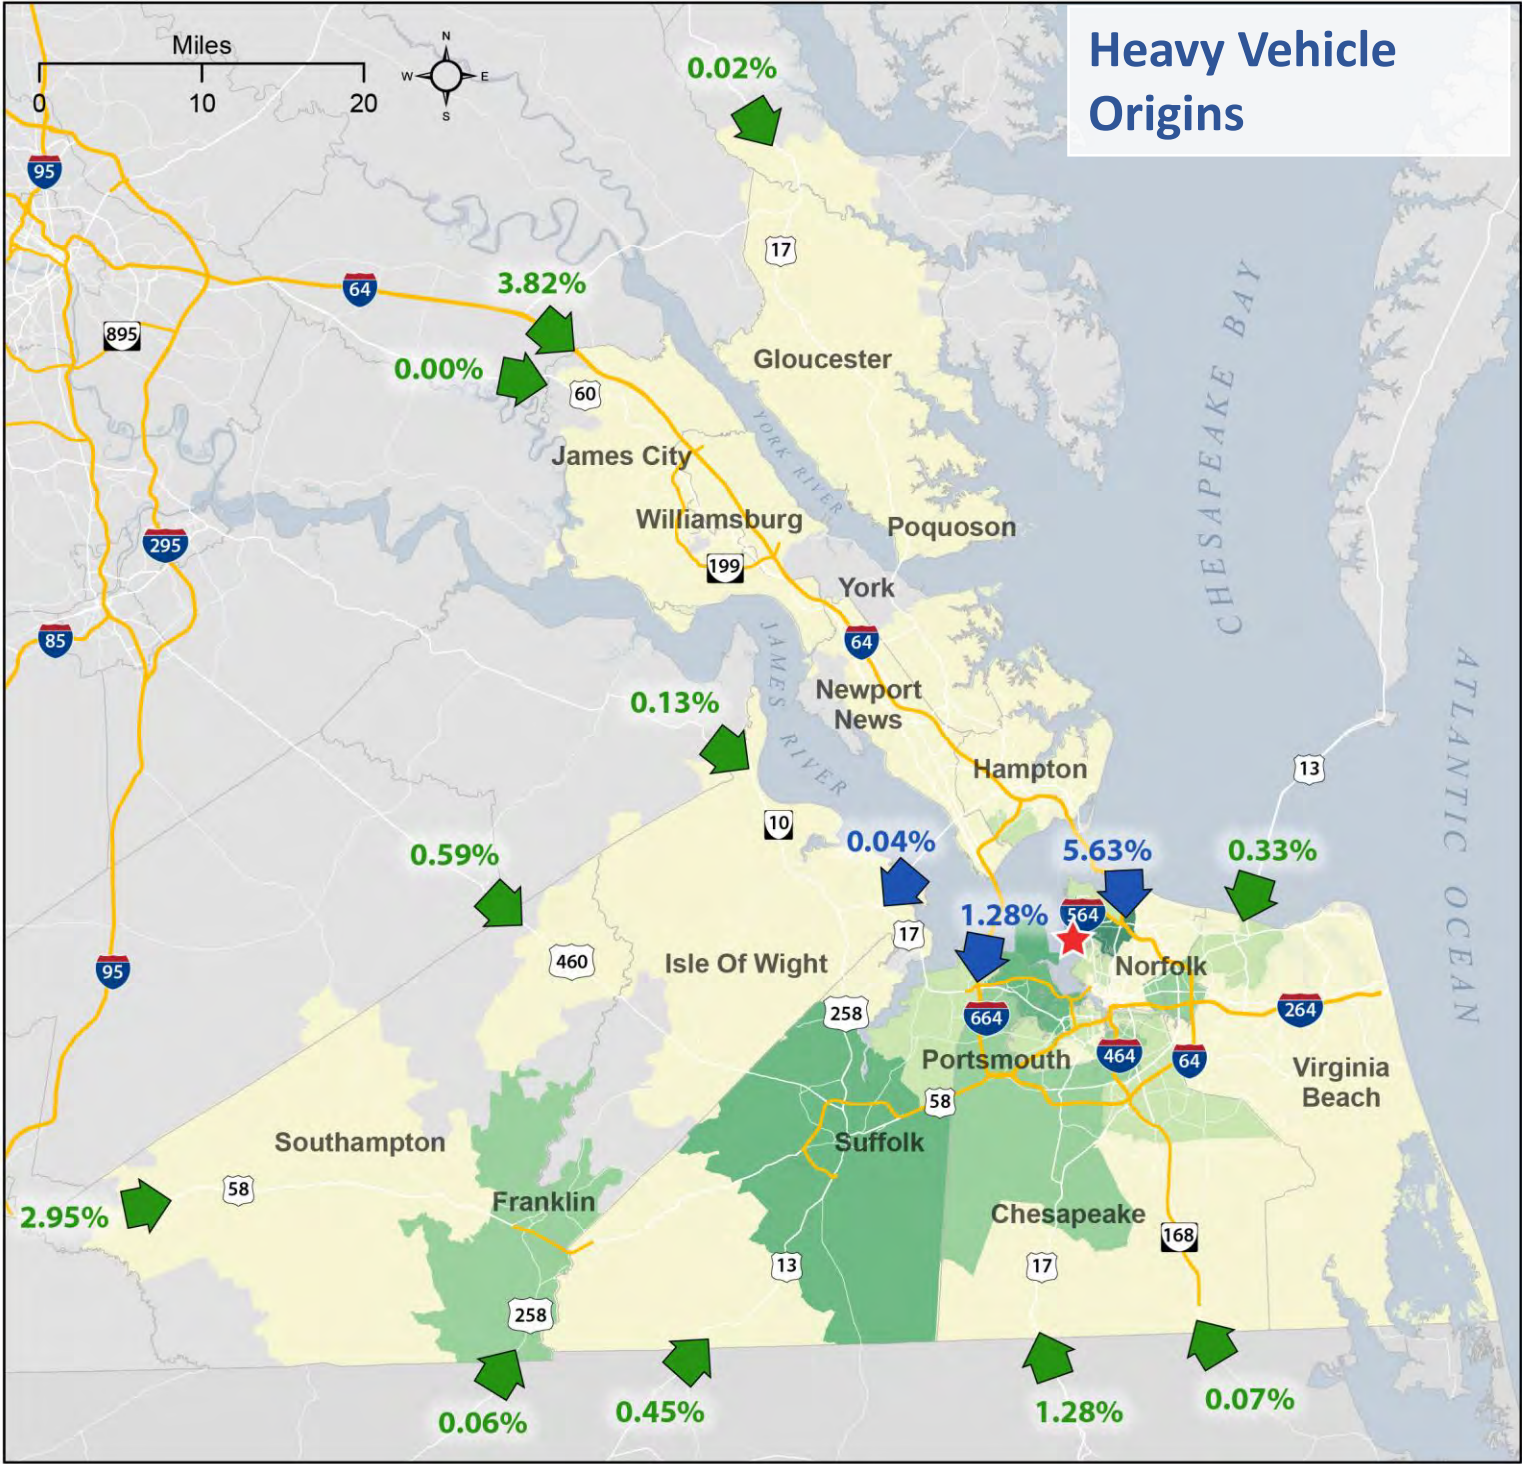 Heavy Vehicle
Origins
Miles
0
10
20
N
W
E
S
0.02%
95
17
64
3.82%
895
0.00%
60
Gloucester
CHESAPEAKE BAY
James City
YORK RIVER
Williamsburg
Poquoson
295
199
York
85
64
JAMES RIVER
Newport
News
0.13%
Hampton
13
ATLANTIC OCEAN
10
0.04%
5.63%
0.33%
0.59%
1.28%
564
17
460
Isle Of Wight
Norfolk
95
258
664
264
Portsmouth
464
64
Virginia
Beach
58
Southampton
Suffolk
58
2.95%
Franklin
Chesapeake
168
13
17
258
0.06%
0.45%
1.28%
0.07%